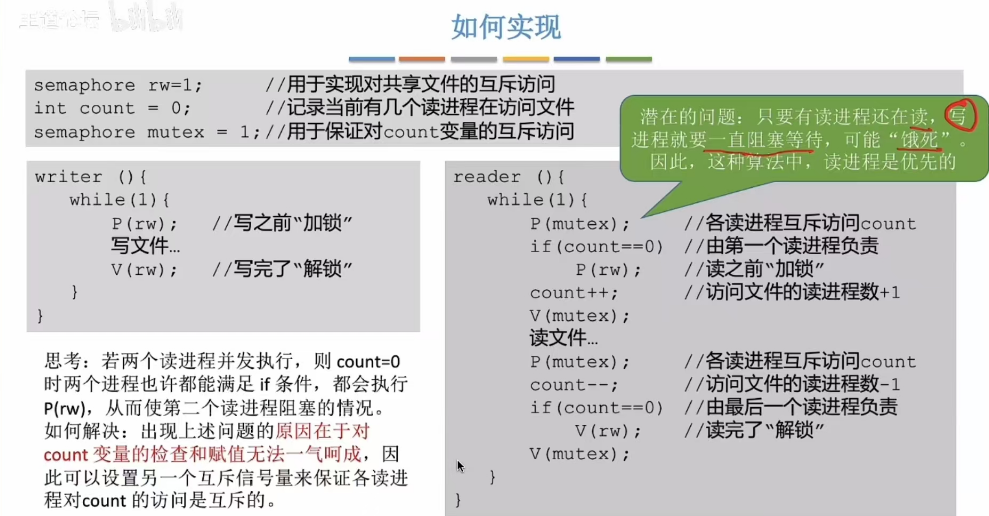 王道论坛 bilibili
如何实现
semaphore rw=1; //用于实现对共享文件的互斥访问
int count = 0; //记录当前有几个读进程在访问文件
semaphore mutex = 1;//用于保证对count变量的互斥访问
潜在的问题：只要有读进程还在读，写
进程就要一直阻塞等待，可能“饿死”。
因此，这种算法中，读进程是优先的
writer (){
while(1){
P(rw); //写之前“加锁”
写文件…
V(rw); //写完了“解锁”
}
}
思考：若两个读进程并发执行，则 count=0
时两个进程也许都能满足 if 条件，都会执行
P(rw)，从而使第二个读进程阻塞的情况。
如何解决：出现上述问题的原因在于对
count 变量的检查和赋值无法一气呵成，因
此可以设置另一个互斥信号量来保证各读进
程对count 的访问是互斥的。
reader (){
while(1){
P(mutex); //各读进程互斥访问count
if(count==0) //由第一个读进程负责
P(rw); //读之前“加锁”
count++; //访问文件的读进程数+1
V(mutex);
读文件…
P(mutex); //各读进程互斥访问count
count--; //访问文件的读进程数-1
if(count==0) //由最后一个读进程负责
V(rw); //读完了“解锁”
V(mutex);
}
}